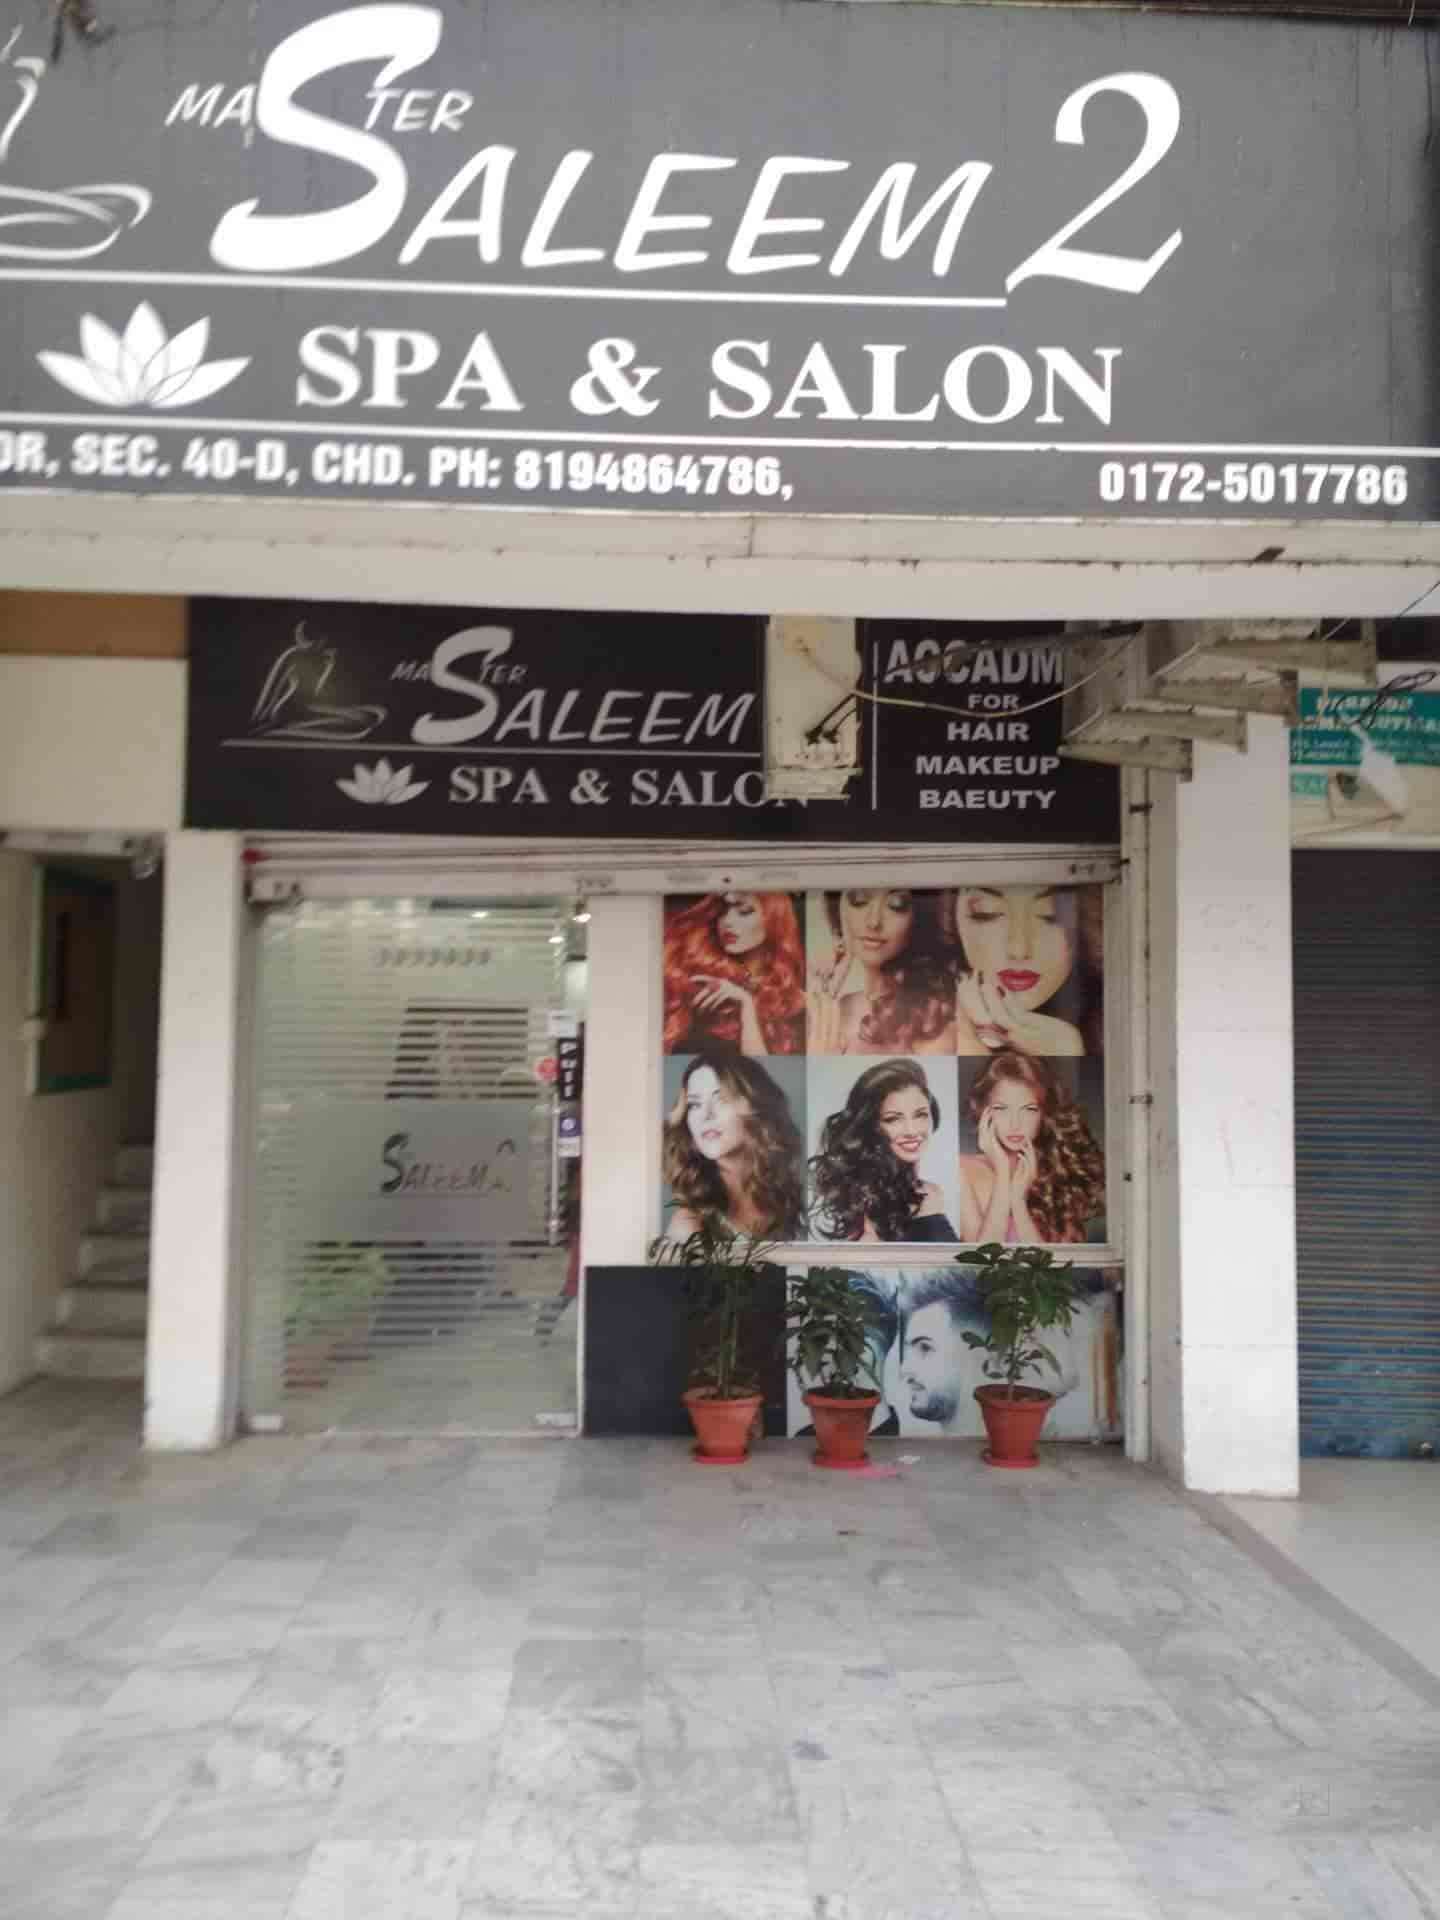 MASTER
SALEEM 2
SPA & SALON
OR, SEC. 40-D, CHD. PH: 8194864786, 0172-5017786
MASTER
SALEEM
SPA & SALON
ACCADM
FOR
HAIR
MAKEUP
BAEUTY
Pull
SALEEM 2